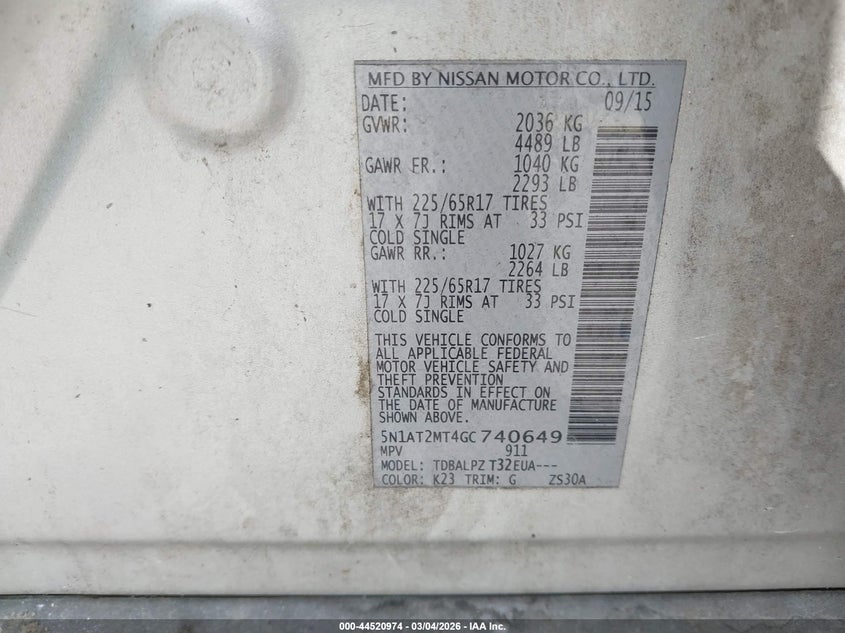 MFD BY NISSAN MOTOR CO., LTD.
DATE: 09/15
GVWR: 2036 KG
4489 LB
GAWR FR.: 1040 KG
2293 LB
WITH 225/65R17 TIRES
17 X 7J RIMS AT 33 PSI
COLD SINGLE
GAWR RR.: 1027 KG
2264 LB
WITH 225/65R17 TIRES
17 X 7J RIMS AT 33 PSI
COLD SINGLE
THIS VEHICLE CONFORMS TO
ALL APPLICABLE FEDERAL
MOTOR VEHICLE SAFETY AND
THEFT PREVENTION
STANDARDS IN EFFECT ON
THE DATE OF MANUFACTURE
SHOWN ABOVE.
5N1AT2MT4GC740649
MPV 911
MODEL: TDBALPZ T32EUA---
COLOR: K23 TRIM: G ZS30A
000-44520974 - 03/04/2026 - IAA Inc.